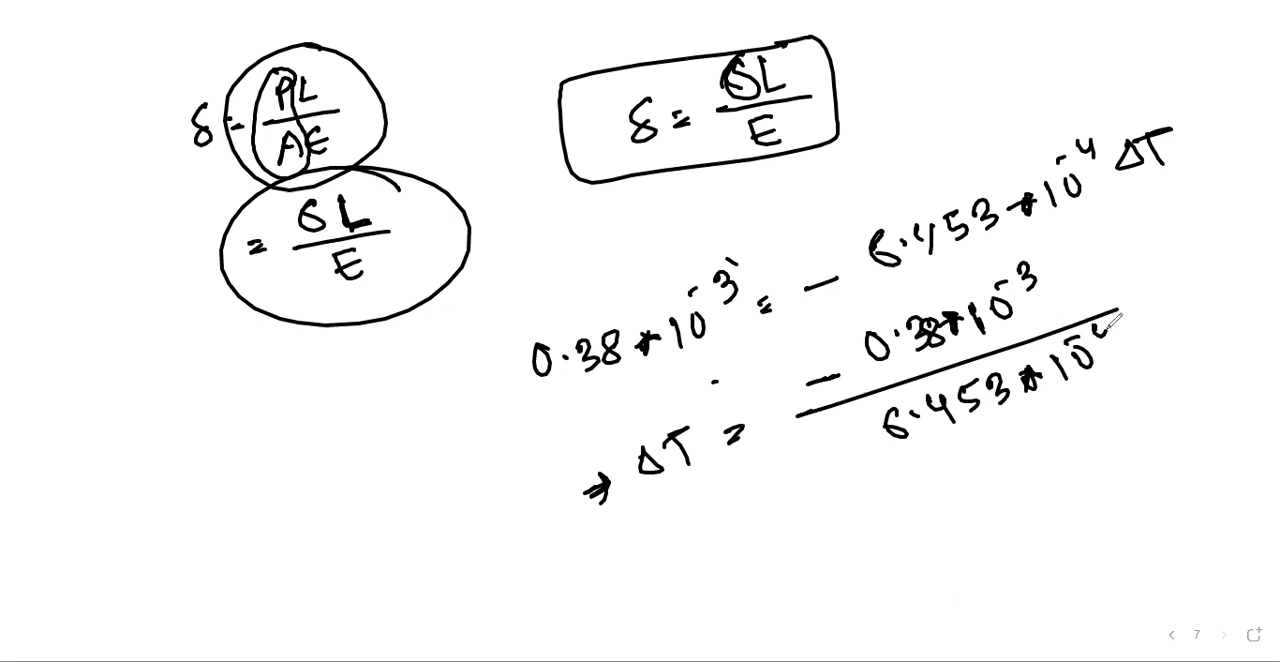 δ = PL / AE
= σL / E
δ = σL / E
0.38 * 10^-3 = - 6.453 * 10^-4 ΔT
⇒ ΔT = - 0.38 * 10^-3 / 6.453 * 10^-4
7